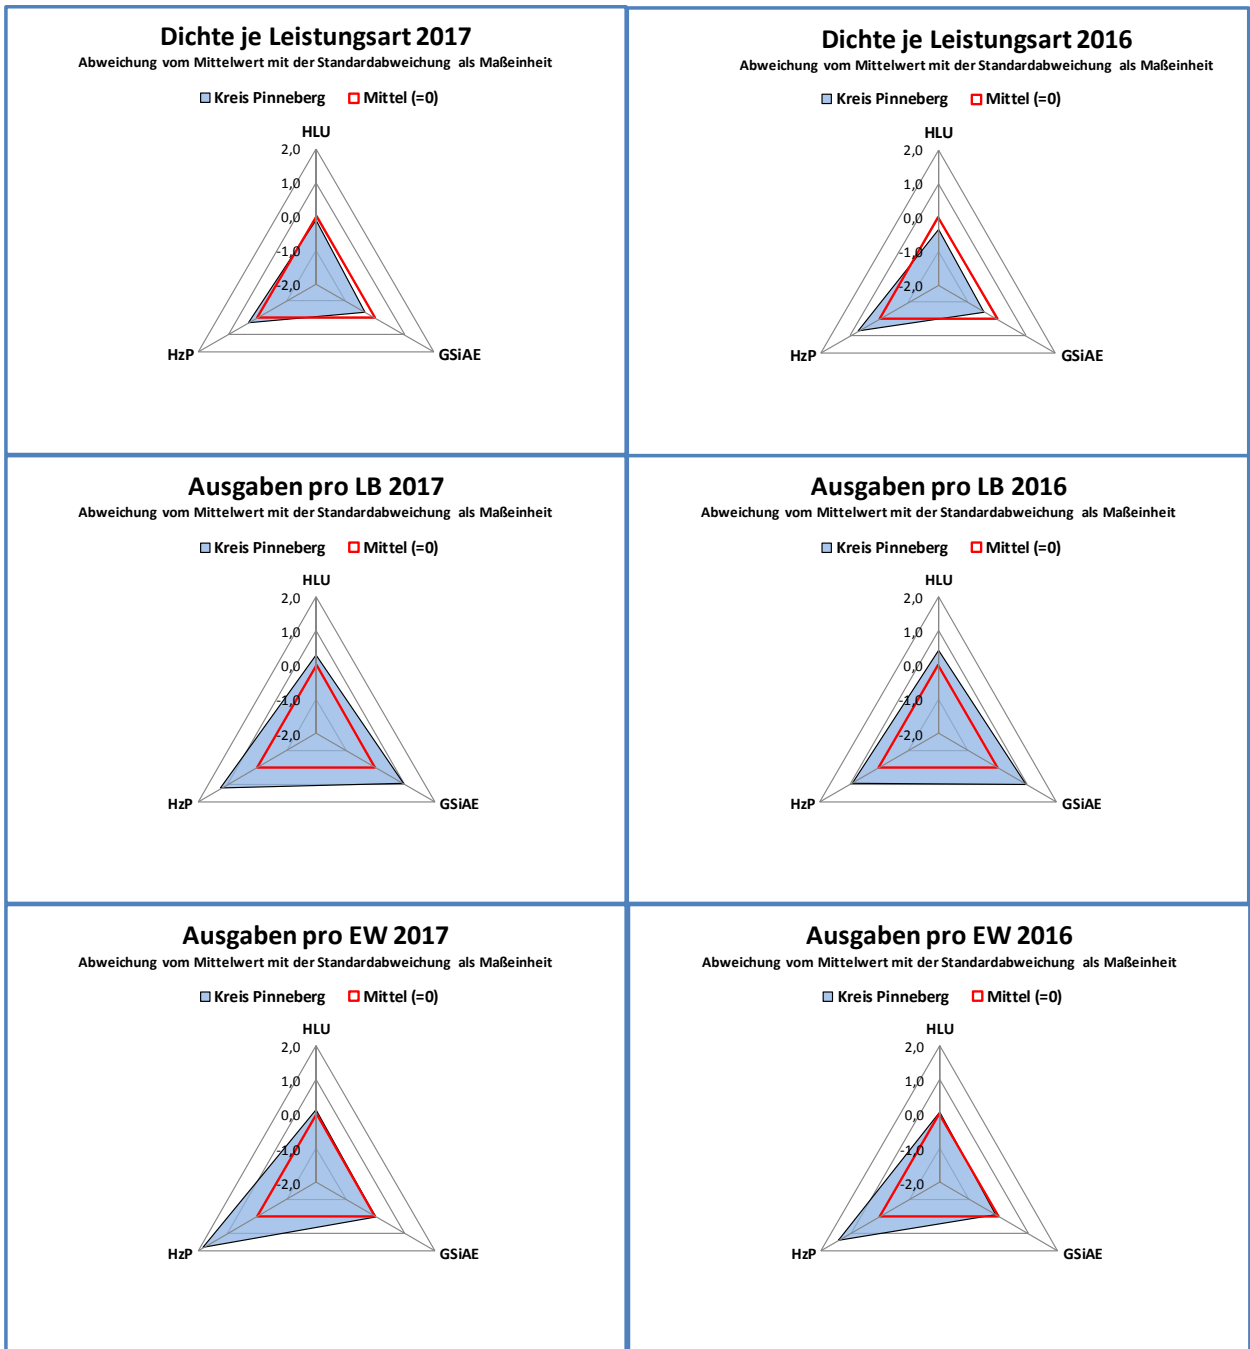 Dichte je Leistungsart 2017
Abweichung vom Mittelwert mit der Standardabweichung als Maßeinheit
Kreis Pinneberg Mittel (=0)
HLU
2,0
1,0
0,0
-1,0
-2,0
HzP GSiAE
Dichte je Leistungsart 2016
Abweichung vom Mittelwert mit der Standardabweichung als Maßeinheit
Kreis Pinneberg Mittel (=0)
HLU
2,0
1,0
0,0
-1,0
-2,0
HzP GSiAE
Ausgaben pro LB 2017
Abweichung vom Mittelwert mit der Standardabweichung als Maßeinheit
Kreis Pinneberg Mittel (=0)
HLU
2,0
1,0
0,0
-1,0
-2,0
HzP GSiAE
Ausgaben pro LB 2016
Abweichung vom Mittelwert mit der Standardabweichung als Maßeinheit
Kreis Pinneberg Mittel (=0)
HLU
2,0
1,0
0,0
-1,0
-2,0
HzP GSiAE
Ausgaben pro EW 2017
Abweichung vom Mittelwert mit der Standardabweichung als Maßeinheit
Kreis Pinneberg Mittel (=0)
HLU
2,0
1,0
0,0
-1,0
-2,0
HzP GSiAE
Ausgaben pro EW 2016
Abweichung vom Mittelwert mit der Standardabweichung als Maßeinheit
Kreis Pinneberg Mittel (=0)
HLU
2,0
1,0
0,0
-1,0
-2,0
HzP GSiAE